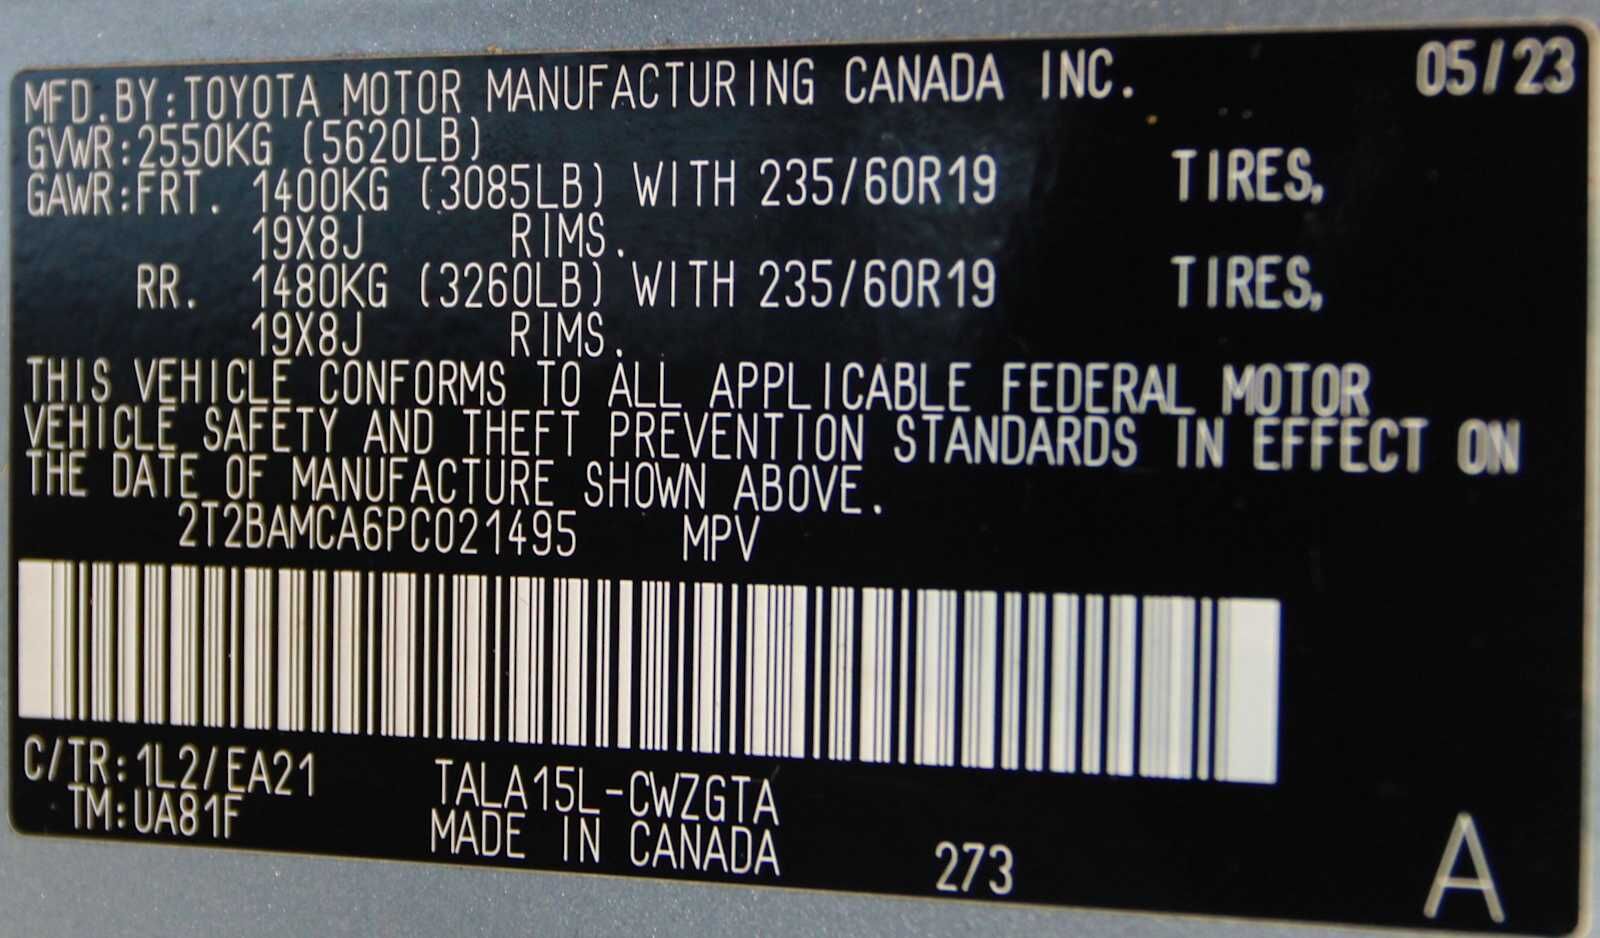 MFD.BY:TOYOTA MOTOR MANUFACTURING CANADA INC. 05/23
GVWR:2550KG (5620LB)
GAWR:FRT. 1400KG (3085LB) WITH 235/60R19 TIRES,
19X8J RIMS.
RR. 1480KG (3260LB) WITH 235/60R19 TIRES,
19X8J RIMS.
THIS VEHICLE CONFORMS TO ALL APPLICABLE FEDERAL MOTOR
VEHICLE SAFETY AND THEFT PREVENTION STANDARDS IN EFFECT ON
THE DATE OF MANUFACTURE SHOWN ABOVE.
2T2BAMCA6PC021495 MPV
C/TR:1L2/EA21 TALA15L-CWZGTA
TM:UA81F MADE IN CANADA 273 A